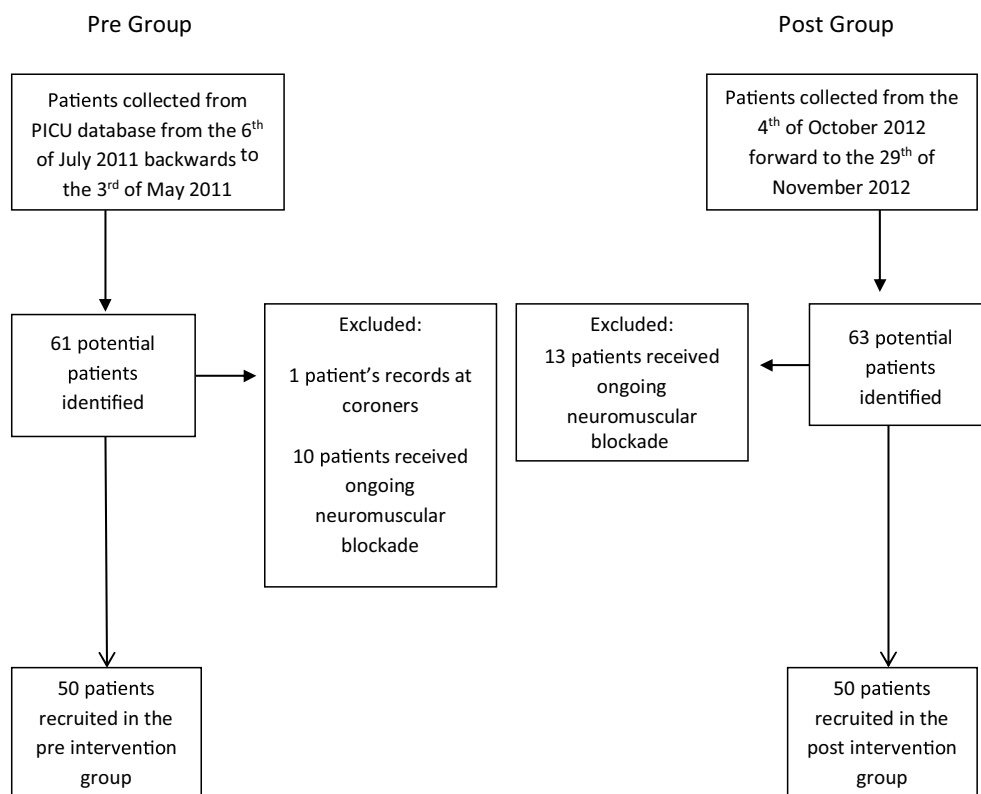 Pre Group
Post Group
Patients collected from
PICU database from the 6th
of July 2011 backwards to
the 3rd of May 2011
Patients collected from the
4th of October 2012
forward to the 29th of
November 2012
61 potential
patients
identified
Excluded:
1 patient's records at
coroners
10 patients received
ongoing
neuromuscular
blockade
Excluded:
13 patients received
ongoing
neuromuscular
blockade
63 potential
patients
identified
50 patients
recruited in the
pre intervention
group
50 patients
recruited in the
post intervention
group